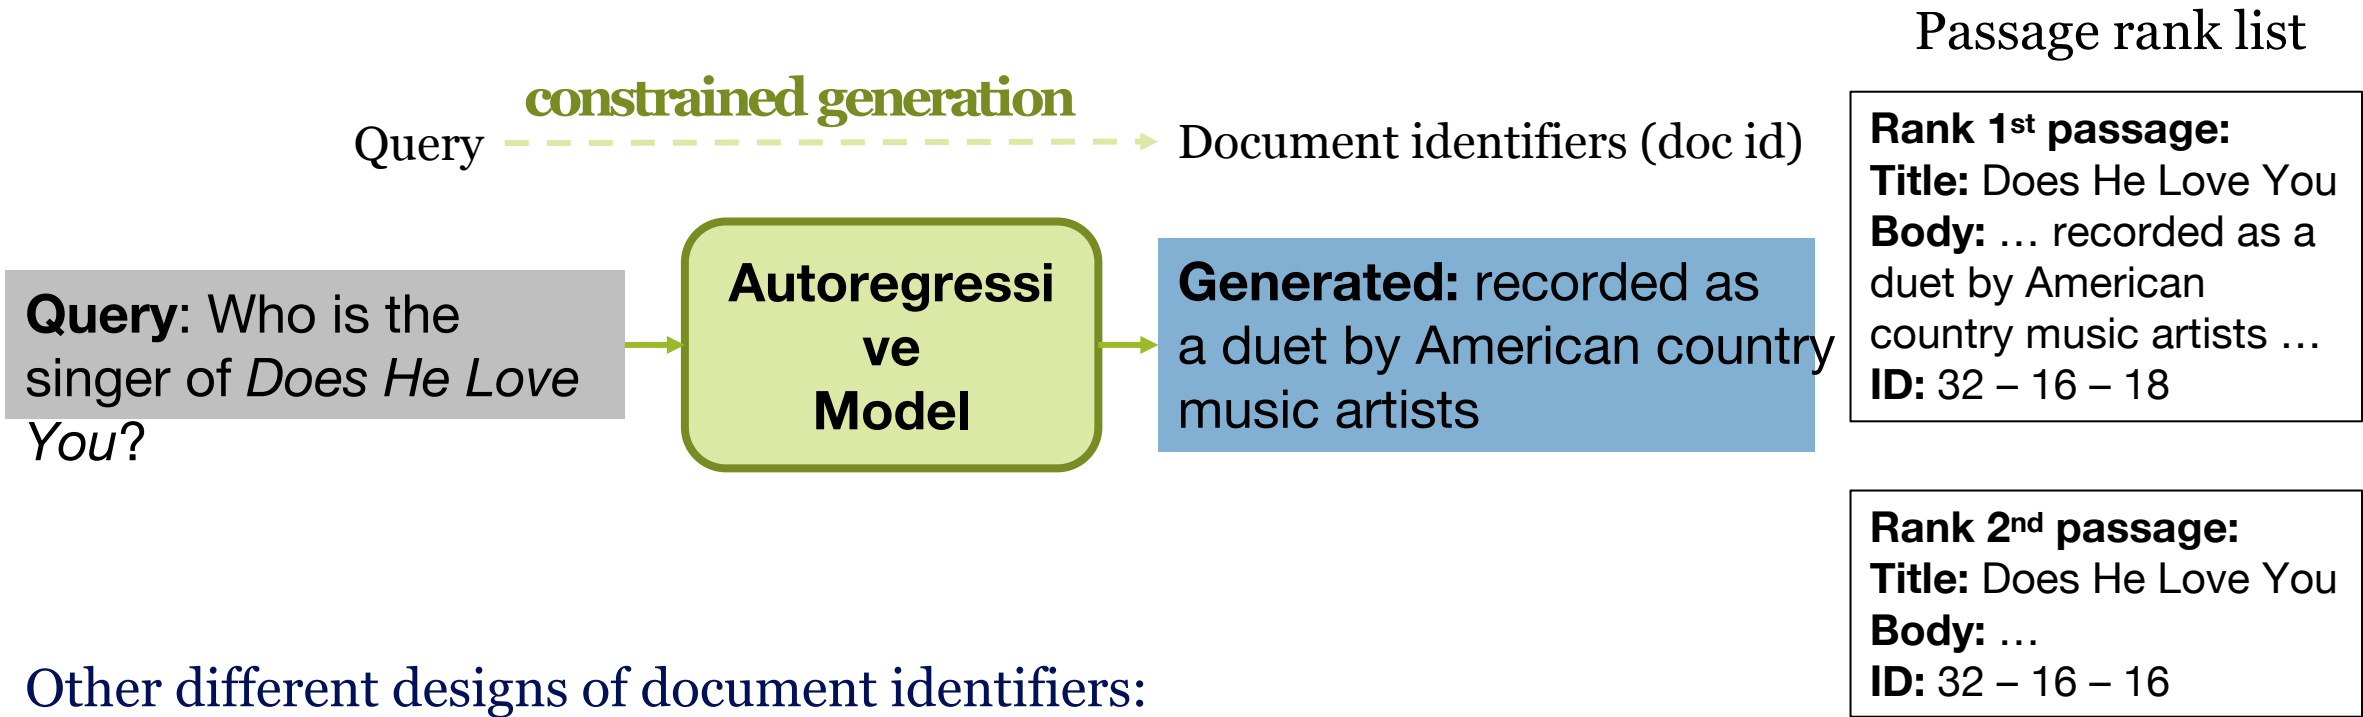 Passage rank list
constrained generation
Query
Document identifiers (doc id)
Query: Who is the
singer of Does He Love
You?
Autoregressi
ve
Model
Generated: recorded as
a duet by American country
music artists
Rank 1st passage:
Title: Does He Love You
Body: … recorded as a
duet by American
country music artists …
ID: 32 – 16 – 18
Rank 2nd passage:
Title: Does He Love You
Body: …
ID: 32 – 16 – 16
Other different designs of document identifiers: